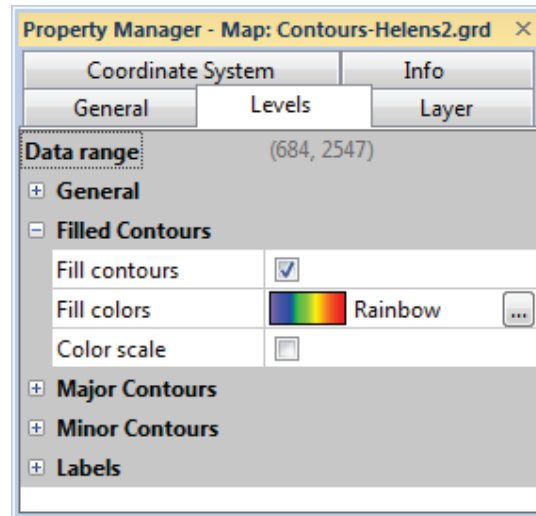 Property Manager - Map: Contours-Helens2.grd
Coordinate System Info
General Levels Layer
Data range (684, 2547)
General
Filled Contours
Fill contours
Fill colors Rainbow ...
Color scale
Major Contours
Minor Contours
Labels